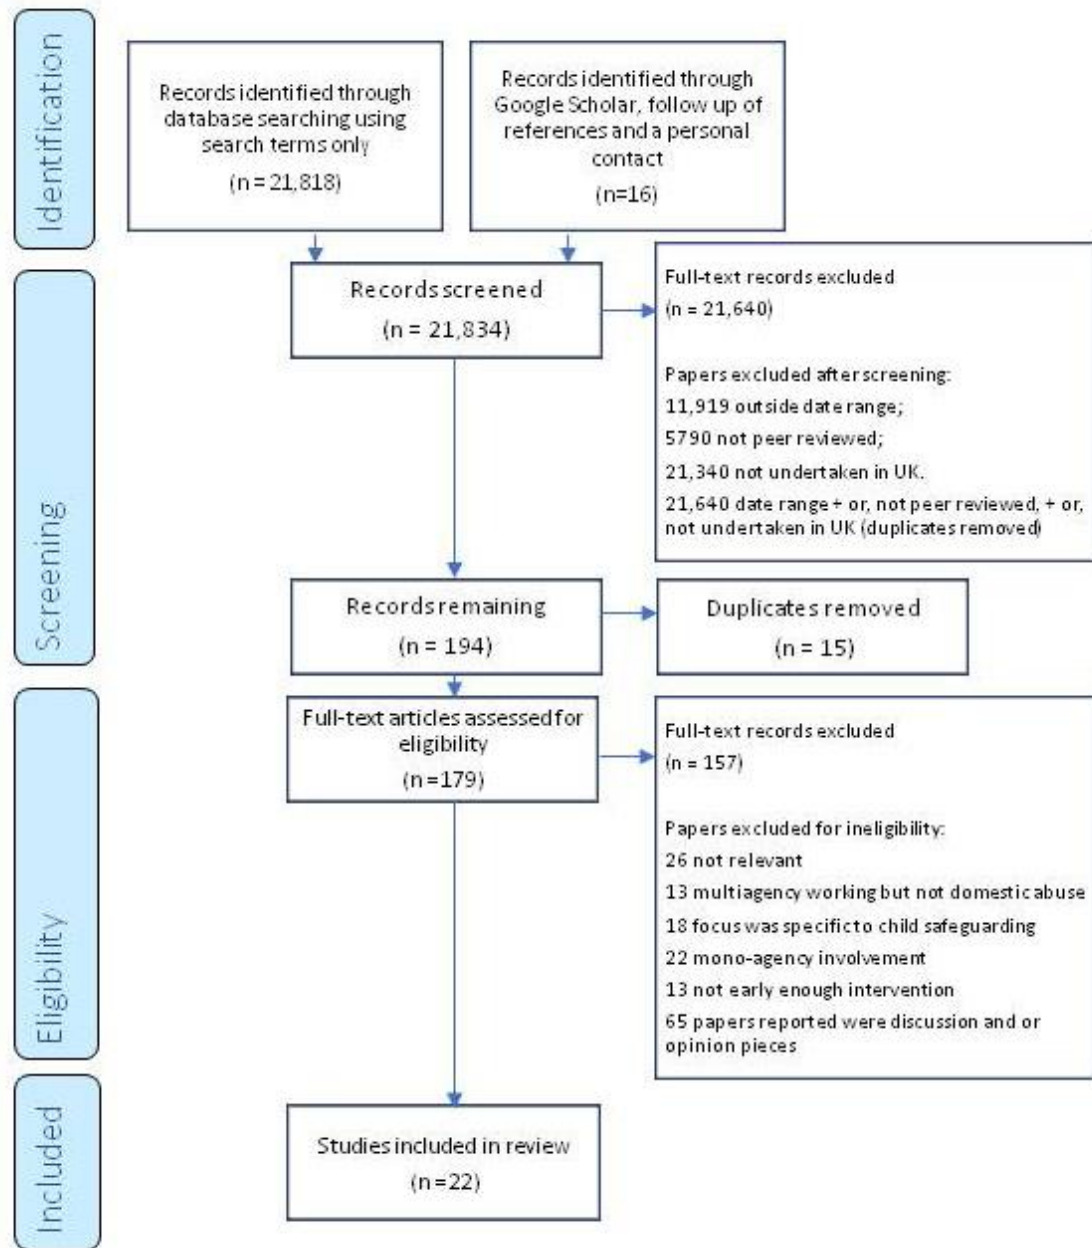 Identification
Records identified through
database searching using
search terms only
(n = 21,818)
Records identified through
Google Scholar, follow up of
references and a personal
contact
(n=16)
Screening
Records screened
(n = 21,834)
Full-text records excluded
(n = 21,640)
Papers excluded after screening:
11,919 outside date range;
5790 not peer reviewed;
21,340 not undertaken in UK.
21,640 date range + or, not peer reviewed, + or,
not undertaken in UK (duplicates removed)
Records remaining
(n = 194)
Duplicates removed
(n = 15)
Eligibility
Full-text articles assessed for
eligibility
(n =179)
Full-text records excluded
(n = 157)
Papers excluded for ineligibility:
26 not relevant
13 multiagency working but not domestic abuse
18 focus was specific to child safeguarding
22 mono-agency involvement
13 not early enough intervention
65 papers reported were discussion and or
opinion pieces
Included
Studies included in review
(n =22)